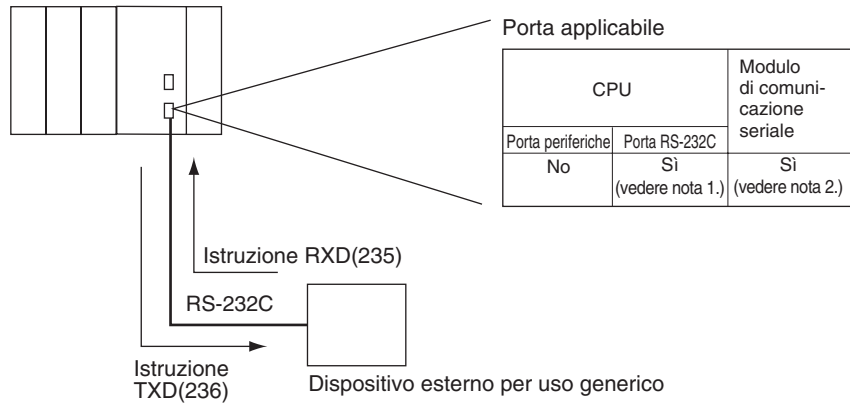 Porta applicabile
CPU
Modulo
di comuni-
cazione
seriale
Porta periferiche
Porta RS-232C
No
Sì
(vedere nota 1.)
Sì
(vedere nota 2.)
Istruzione RXD(235)
RS-232C
Istruzione
TXD(236)
Dispositivo esterno per uso generico